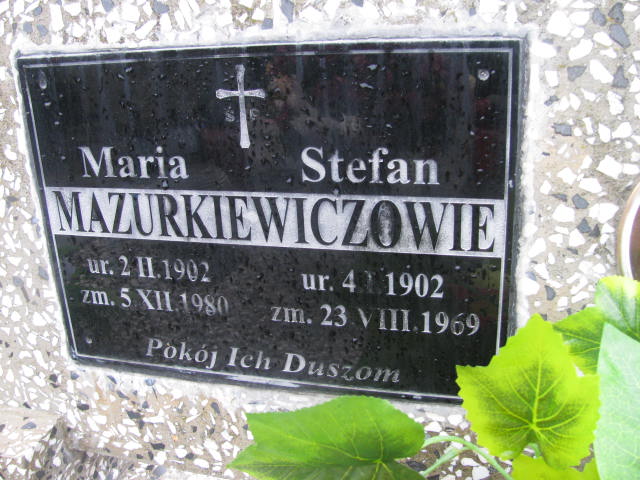 Ś P
Maria Stefan
MAZURKIEWICZOWIE
ur. 2 II.1902 ur. 4 I 1902
zm. 5 XII.1980 zm. 23 VIII.1969
Pokój Ich Duszom